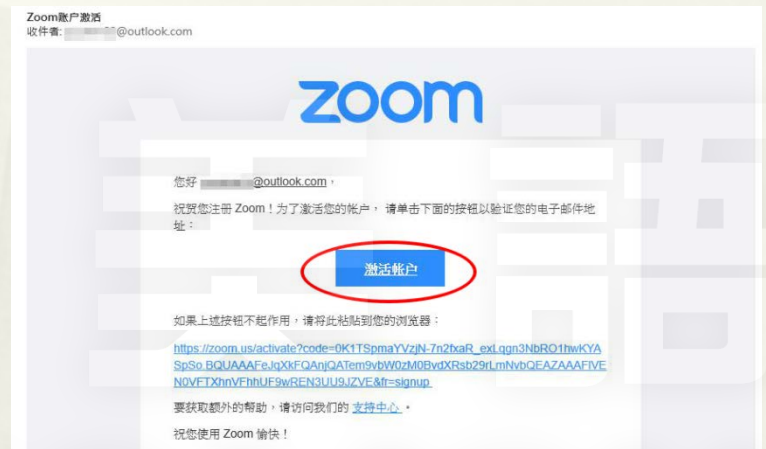 Zoom账户激活
收件者: @outlook.com
zoom
您好 @outlook.com，
祝贺您注册 Zoom！为了激活您的帐户， 请单击下面的按钮以验证您的电子邮件地
址：
激活帐户
如果上述按钮不起作用，请将此粘贴到您的浏览器：
https://zoom.us/activate?code=0K1TSpmaYVzjN-7n2fxaR_exLqgn3NbRO1hwKYA
SpSo.BQUAAAFeJqXkFQAnjQATem9vbW0zM0BvdXRsb29rLmNvbQEAZAAAFlVE
N0VFTXhnVFhhUF9wREN3UU9JZVE&fr=signup
要获取额外的帮助，请访问我们的 支持中心 。
祝您使用 Zoom 愉快！
美語